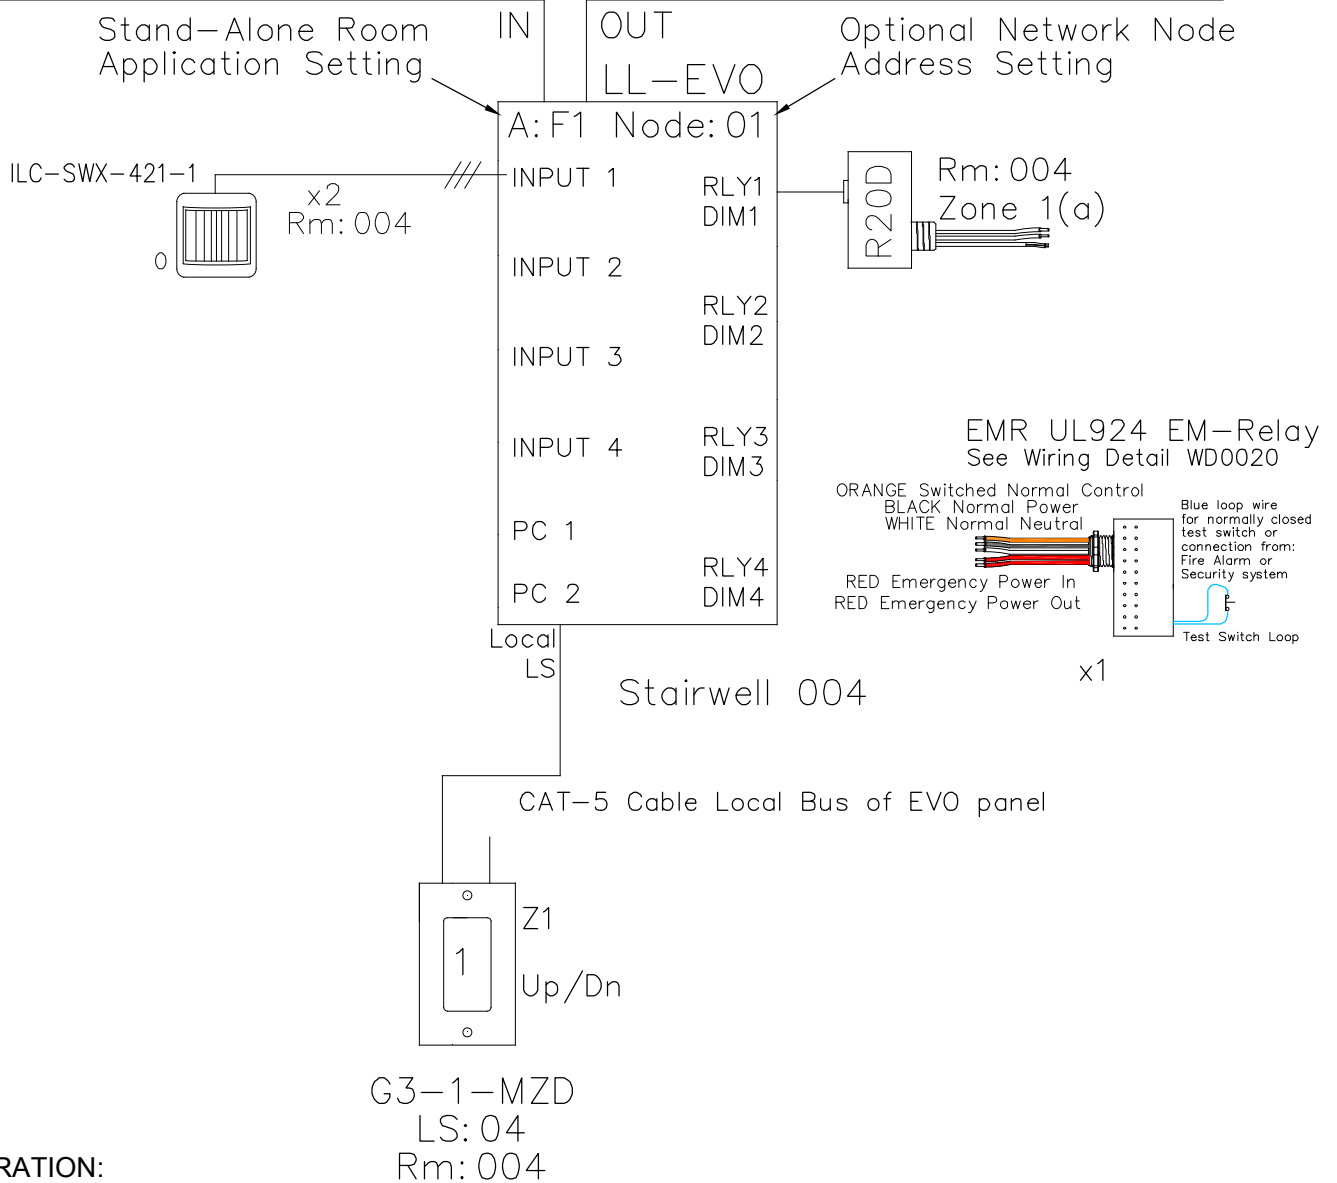 Stand-Alone Room
Application Setting
IN
OUT
Optional Network Node
Address Setting
LL-EVO
A: F1 Node: 01
ILC-SWX-421-1
x2
Rm: 004
O
INPUT 1
INPUT 2
INPUT 3
INPUT 4
PC 1
PC 2
RLY1
DIM1
RLY2
DIM2
RLY3
DIM3
RLY4
DIM4
R20D
Rm: 004
Zone 1(a)
EMR UL924 EM-Relay
See Wiring Detail WD0020
ORANGE Switched Normal Control
BLACK Normal Power
WHITE Normal Neutral
RED Emergency Power In
RED Emergency Power Out
Blue loop wire
for normally closed
test switch or
connection from:
Fire Alarm or
Security system
Test Switch Loop
x1
Local
LS
Stairwell 004
CAT-5 Cable Local Bus of EVO panel
Z1
1
Up/Dn
G3-1-MZD
LS: 04
Rm: 004
RATION: